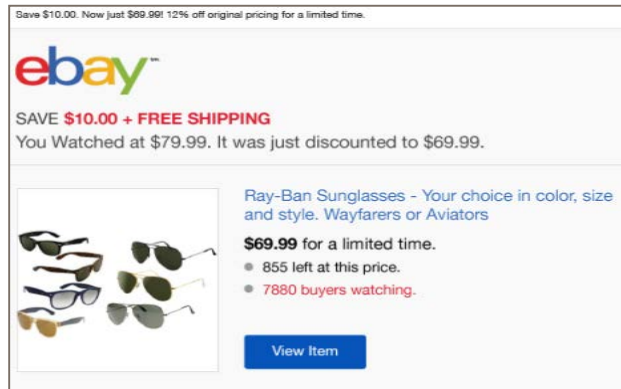 Save $10.00. Now just $69.99! 12% off original pricing for a limited time.
ebay™
SAVE $10.00 + FREE SHIPPING
You Watched at $79.99. It was just discounted to $69.99.
Ray-Ban Sunglasses - Your choice in color, size
and style. Wayfarers or Aviators
$69.99 for a limited time.
855 left at this price.
7880 buyers watching.
View Item